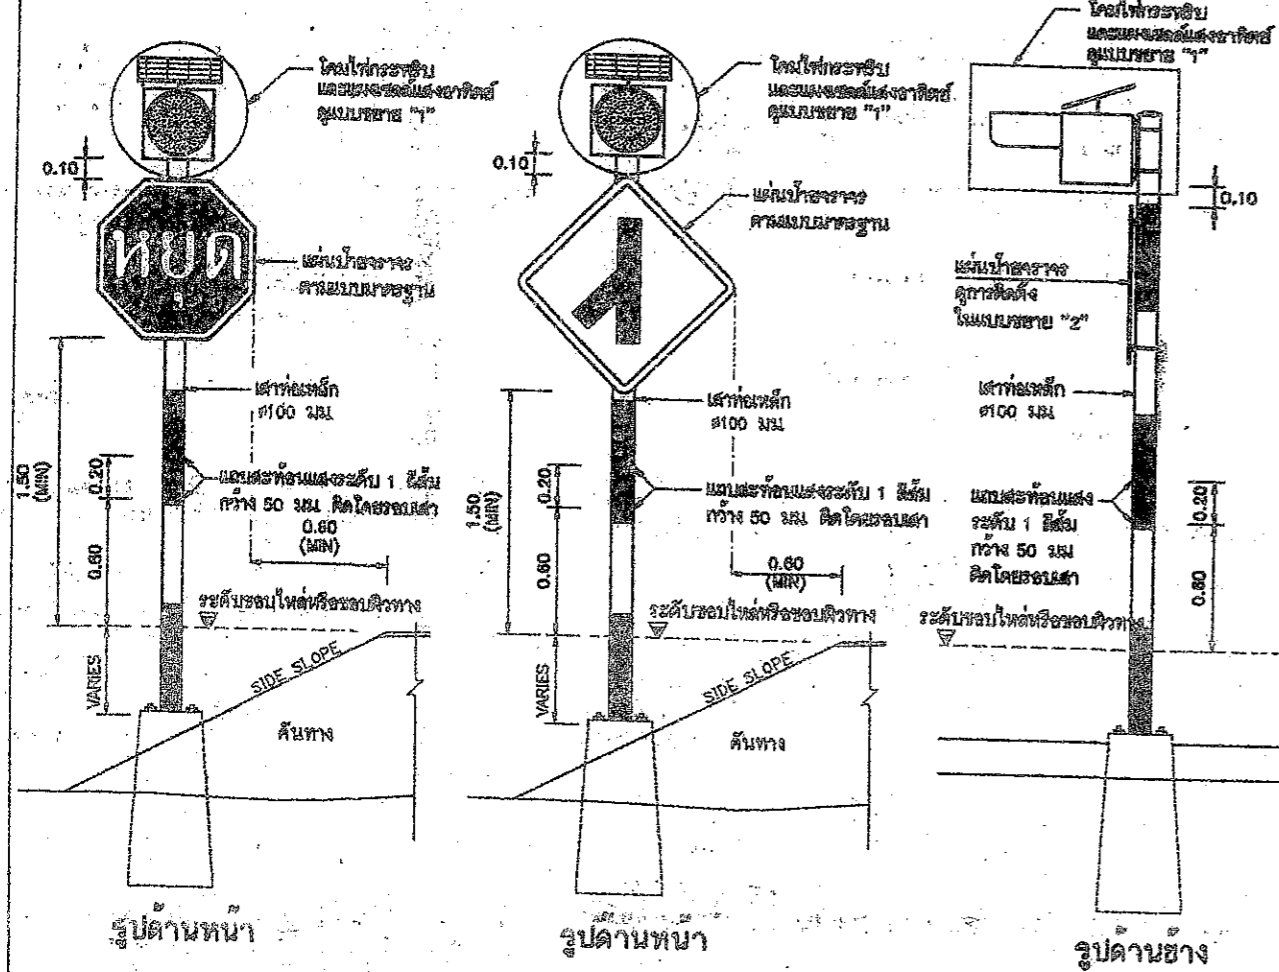 โคมไฟกระพริบ
และแผงเซลล์แสงอาทิตย์
ดูแบบขยาย "1"
0.10
หยุด
แผ่นป้ายจราจร
ตามแบบมาตรฐาน
เสาท่อเหล็ก
ø100 มม.
1.50
(MIN)
0.20
0.60
แถบสะท้อนแสงระดับ 1 สีส้ม
กว้าง 50 มม. ติดโดยรอบเสา
0.60
(MIN)
ระดับขอบไหล่หรือขอบผิวทาง
VARIES
SIDE SLOPE
คันทาง
รูปด้านหน้า
โคมไฟกระพริบ
และแผงเซลล์แสงอาทิตย์
ดูแบบขยาย "1"
0.10
แผ่นป้ายจราจร
ตามแบบมาตรฐาน
เสาท่อเหล็ก
ø100 มม.
1.50
(MIN)
0.20
0.60
แถบสะท้อนแสงระดับ 1 สีส้ม
กว้าง 50 มม. ติดโดยรอบเสา
0.60
(MIN)
ระดับขอบไหล่หรือขอบผิวทาง
VARIES
SIDE SLOPE
คันทาง
รูปด้านหน้า
โคมไฟกระพริบ
และแผงเซลล์แสงอาทิตย์
ดูแบบขยาย "1"
0.10
แผ่นป้ายจราจร
ดูการติดตั้ง
ในแบบขยาย "2"
เสาท่อเหล็ก
ø100 มม.
แถบสะท้อนแสง
ระดับ 1 สีส้ม
กว้าง 50 มม.
ติดโดยรอบเสา
0.20
0.60
ระดับขอบไหล่หรือขอบผิวทาง
รูปด้านข้าง